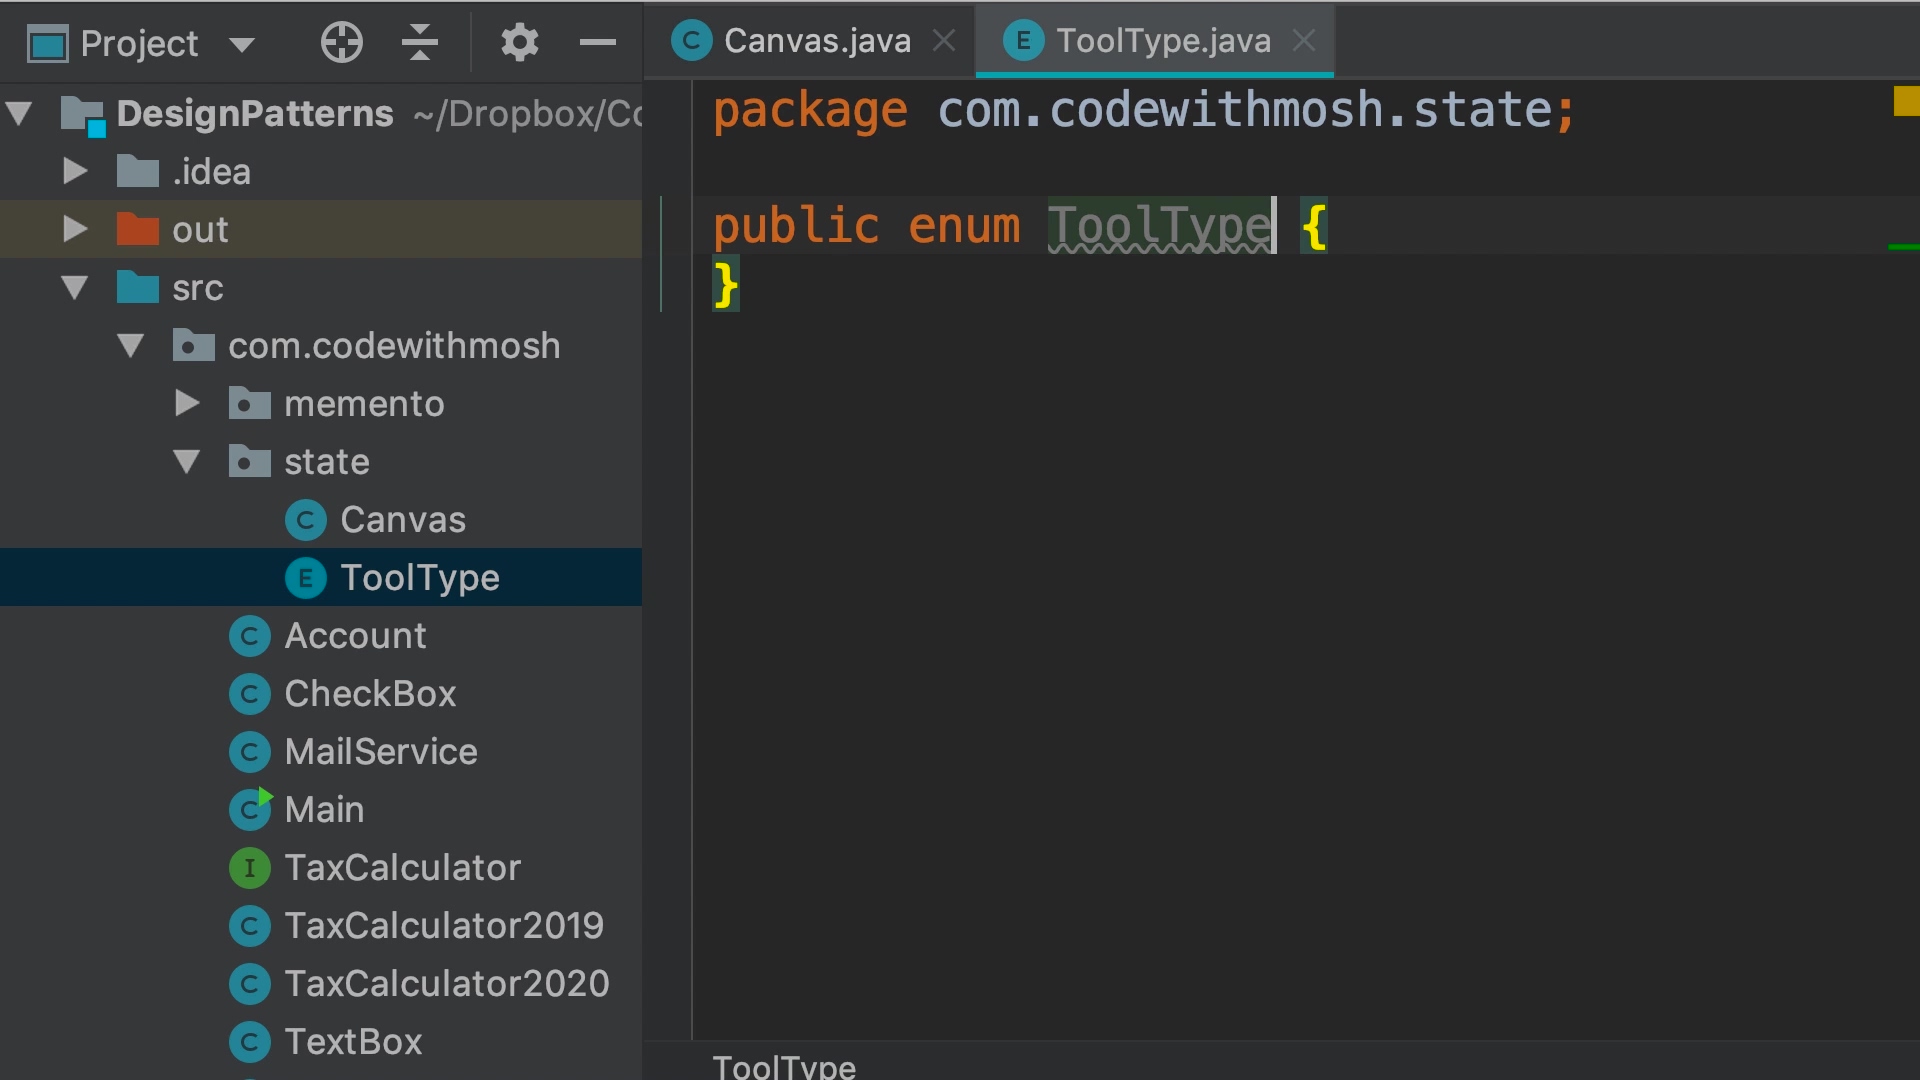 Project
Canvas.java
ToolType.java
DesignPatterns ~/Dropbox/Co
.idea
out
src
com.codewithmosh
memento
state
C Canvas
E ToolType
C Account
C CheckBox
C MailService
C Main
I TaxCalculator
C TaxCalculator2019
C TaxCalculator2020
C TextBox
package com.codewithmosh.state;
public enum ToolType {
}
ToolType